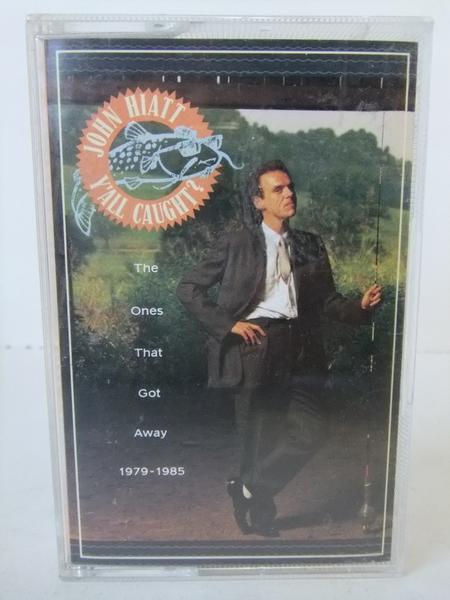 JOHN HIATT
Y'ALL CAUGHT?
The
Ones
That
Got
Away
1979-1985